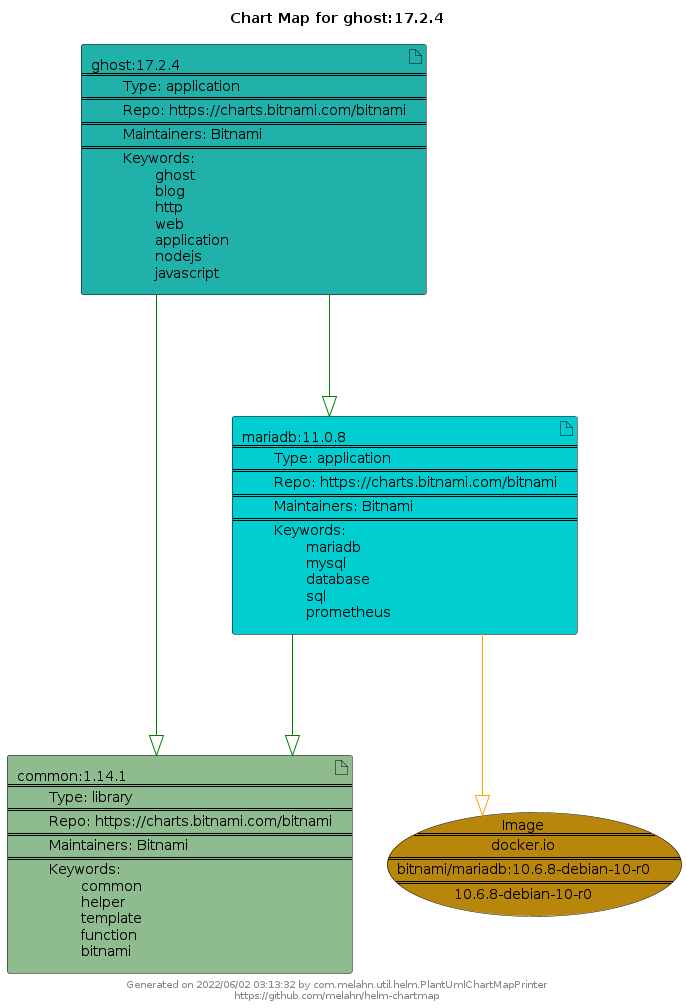 Chart Map for ghost:17.2.4
ghost:17.2.4
Type: application
Repo: https://charts.bitnami.com/bitnami
Maintainers: Bitnami
Keywords:
ghost
blog
http
web
application
nodejs
javascript
mariadb:11.0.8
Type: application
Repo: https://charts.bitnami.com/bitnami
Maintainers: Bitnami
Keywords:
mariadb
mysql
database
sql
prometheus
common:1.14.1
Type: library
Repo: https://charts.bitnami.com/bitnami
Maintainers: Bitnami
Keywords:
common
helper
template
function
bitnami
Image
docker.io
bitnami/mariadb:10.6.8-debian-10-r0
10.6.8-debian-10-r0
Generated on 2022/06/02 03:13:32 by com.melahn.util.helm.PlantUmlChartMapPrinter
https://github.com/melahn/helm-chartmap